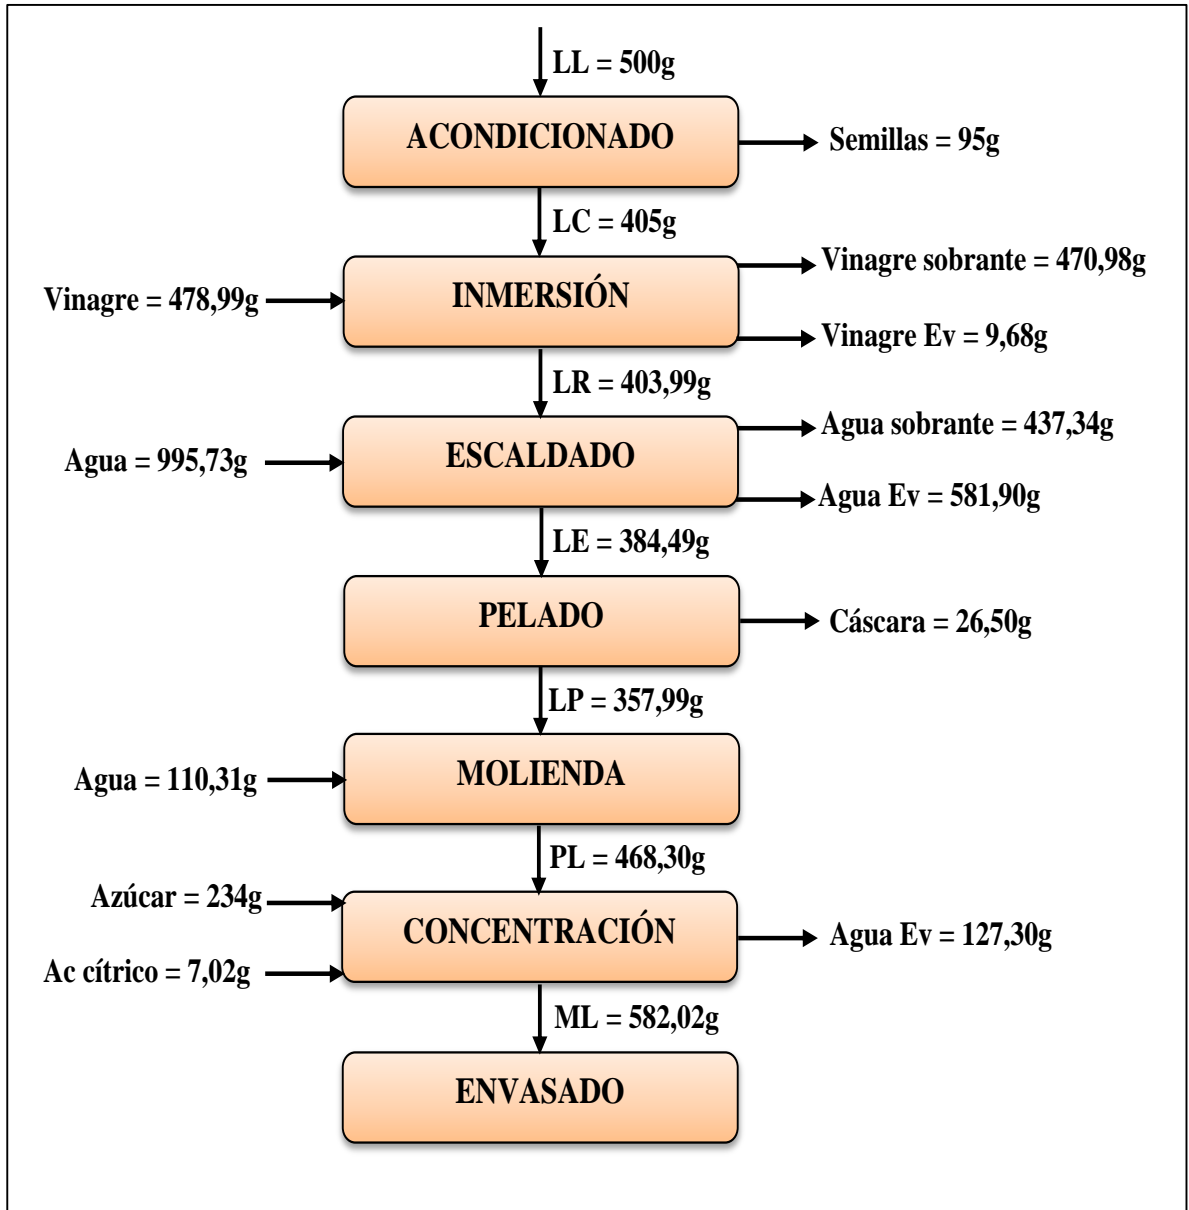 LL = 500g
ACONDICIONADO
Semillas = 95g
LC = 405g
Vinagre = 478,99g
INMERSIÓN
Vinagre sobrante = 470,98g
Vinagre Ev = 9,68g
LR = 403,99g
Agua = 995,73g
ESCALDADO
Agua sobrante = 437,34g
Agua Ev = 581,90g
LE = 384,49g
PELADO
Cáscara = 26,50g
LP = 357,99g
Agua = 110,31g
MOLIENDA
PL = 468,30g
Azúcar = 234g
Ac cítrico = 7,02g
CONCENTRACIÓN
Agua Ev = 127,30g
ML = 582,02g
ENVASADO